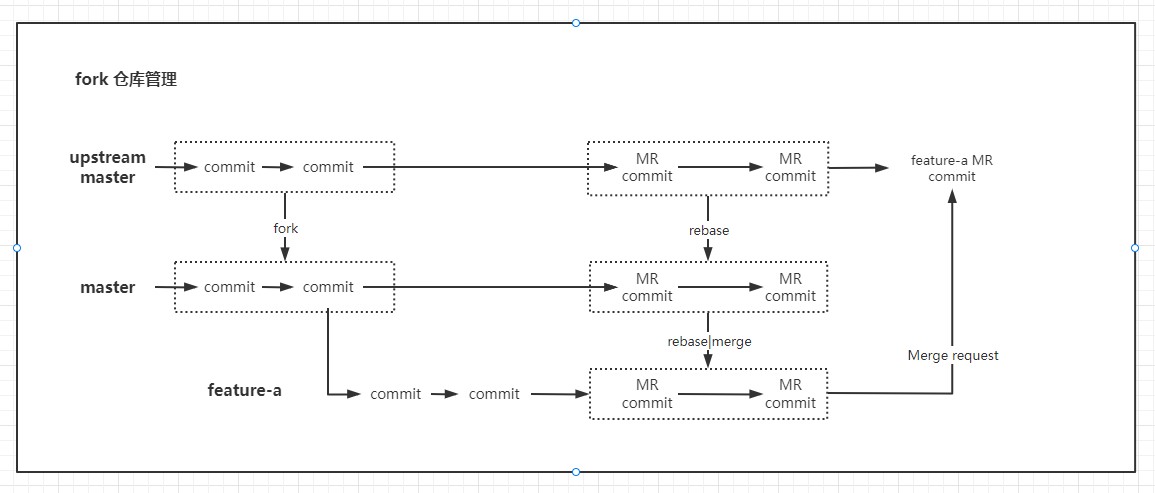 fork 仓库管理
upstream
master
commit
commit
MR
commit
MR
commit
feature-a MR
commit
fork
rebase
master
commit
commit
MR
commit
MR
commit
rebase|merge
Merge request
feature-a
commit
commit
MR
commit
MR
commit